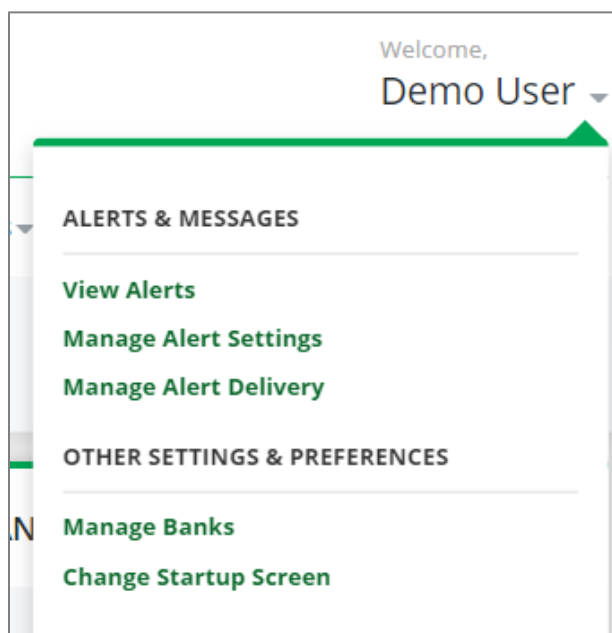 Welcome,
Demo User
ALERTS & MESSAGES
View Alerts
Manage Alert Settings
Manage Alert Delivery
OTHER SETTINGS & PREFERENCES
Manage Banks
Change Startup Screen